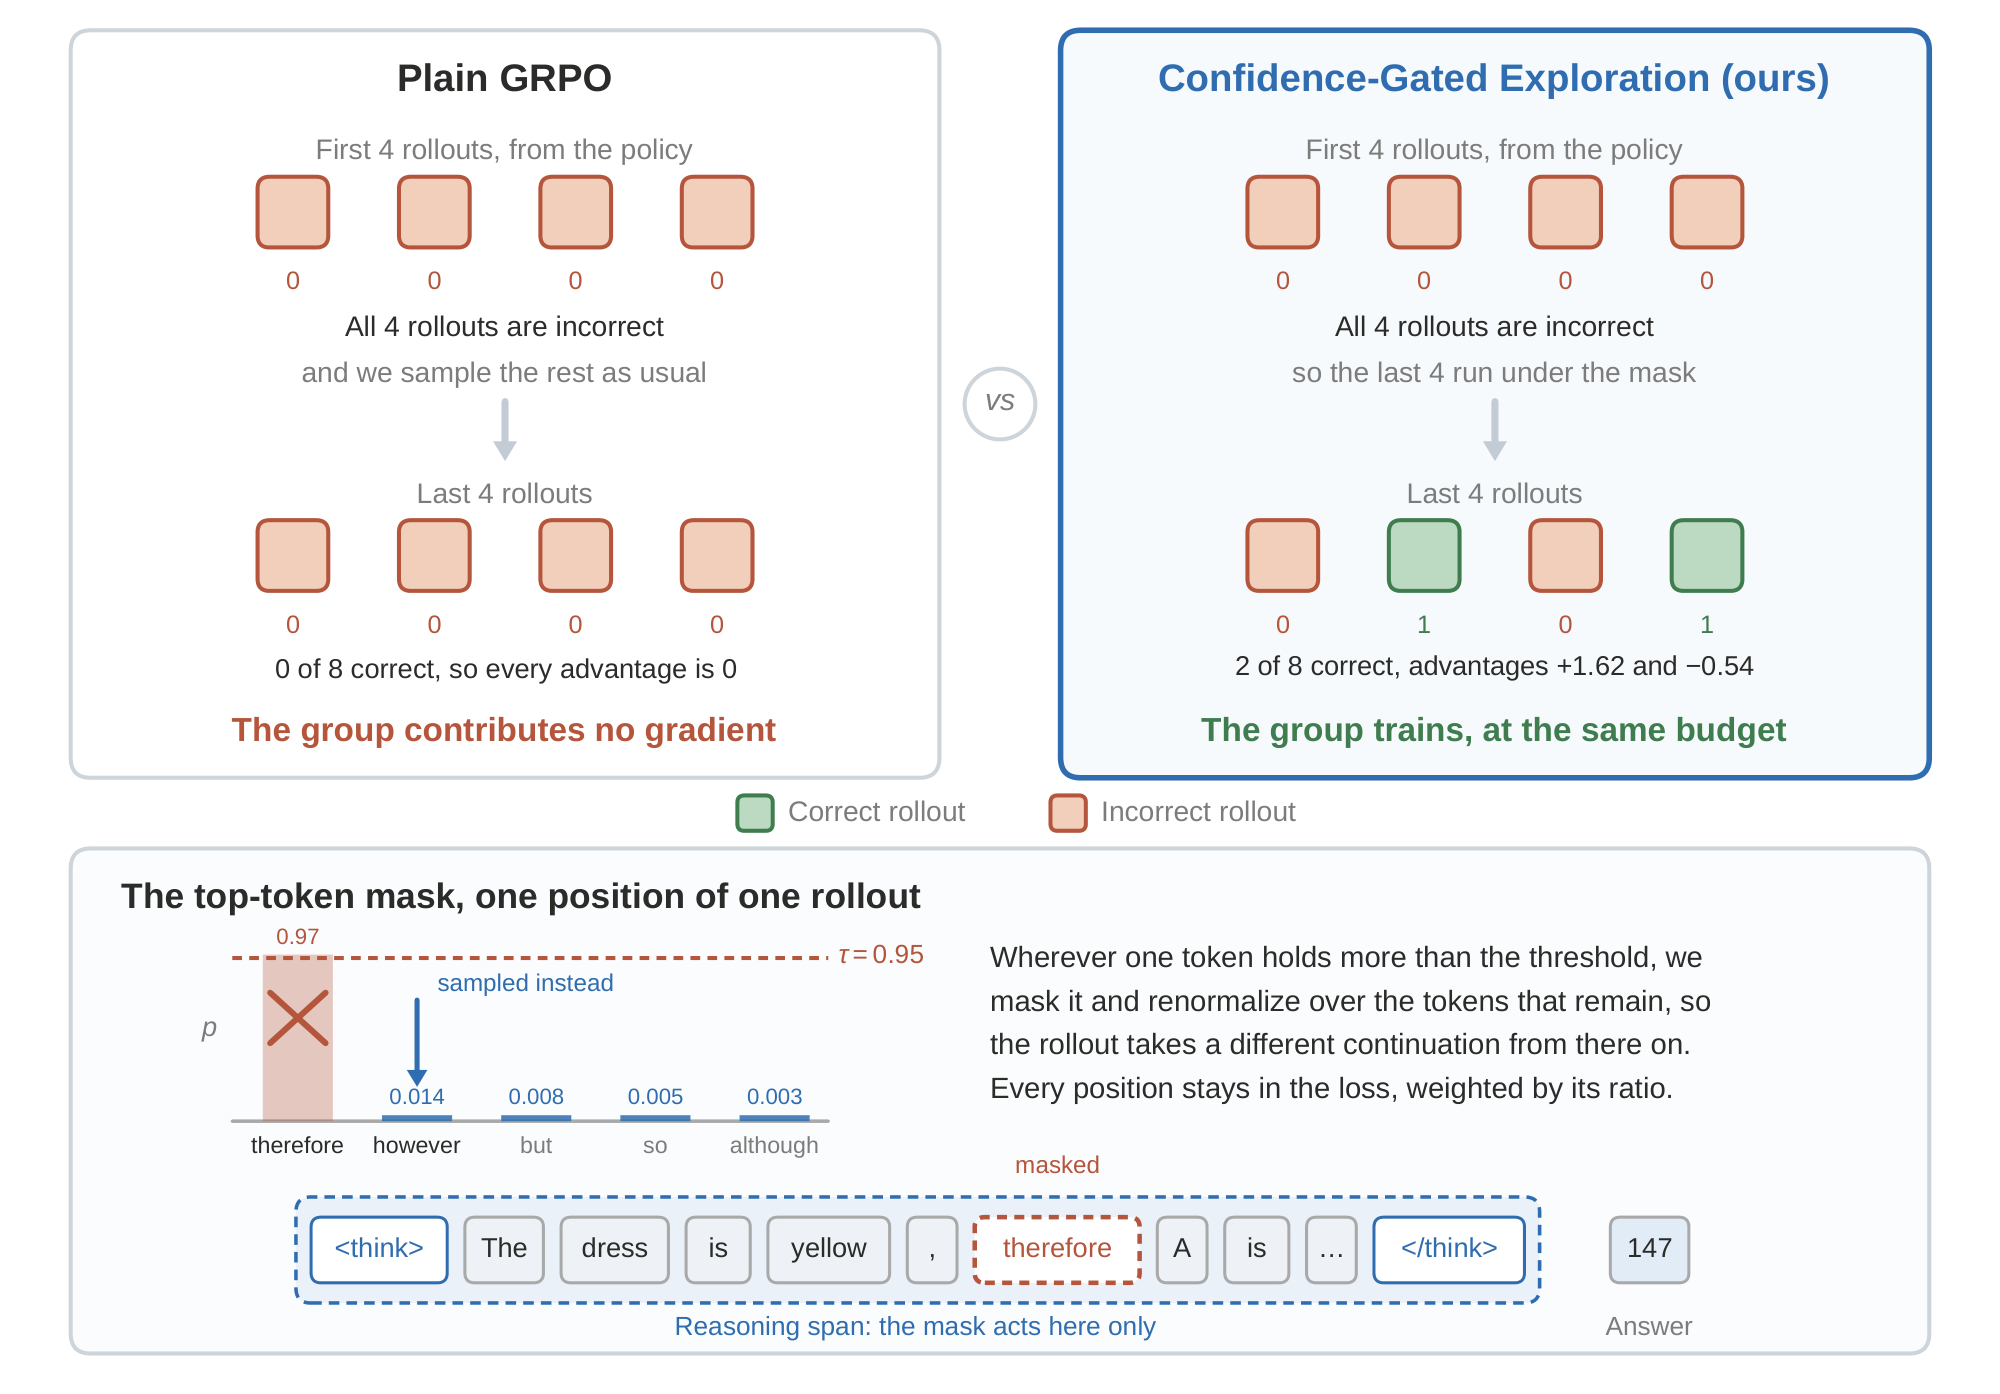 Plain GRPO
First 4 rollouts, from the policy
0 0 0 0
All 4 rollouts are incorrect
and we sample the rest as usual
Last 4 rollouts
0 0 0 0
0 of 8 correct, so every advantage is 0
The group contributes no gradient
vs
Confidence-Gated Exploration (ours)
First 4 rollouts, from the policy
0 0 0 0
All 4 rollouts are incorrect
so the last 4 run under the mask
Last 4 rollouts
0 1 0 1
2 of 8 correct, advantages +1.62 and −0.54
The group trains, at the same budget
Correct rollout
Incorrect rollout
The top-token mask, one position of one rollout
0.97
τ = 0.95
sampled instead
p
0.014 0.008 0.005 0.003
therefore however but so although
Wherever one token holds more than the threshold, we
mask it and renormalize over the tokens that remain, so
the rollout takes a different continuation from there on.
Every position stays in the loss, weighted by its ratio.
masked
<think> The dress is yellow , therefore A is ... </think> 147
Reasoning span: the mask acts here only
Answer